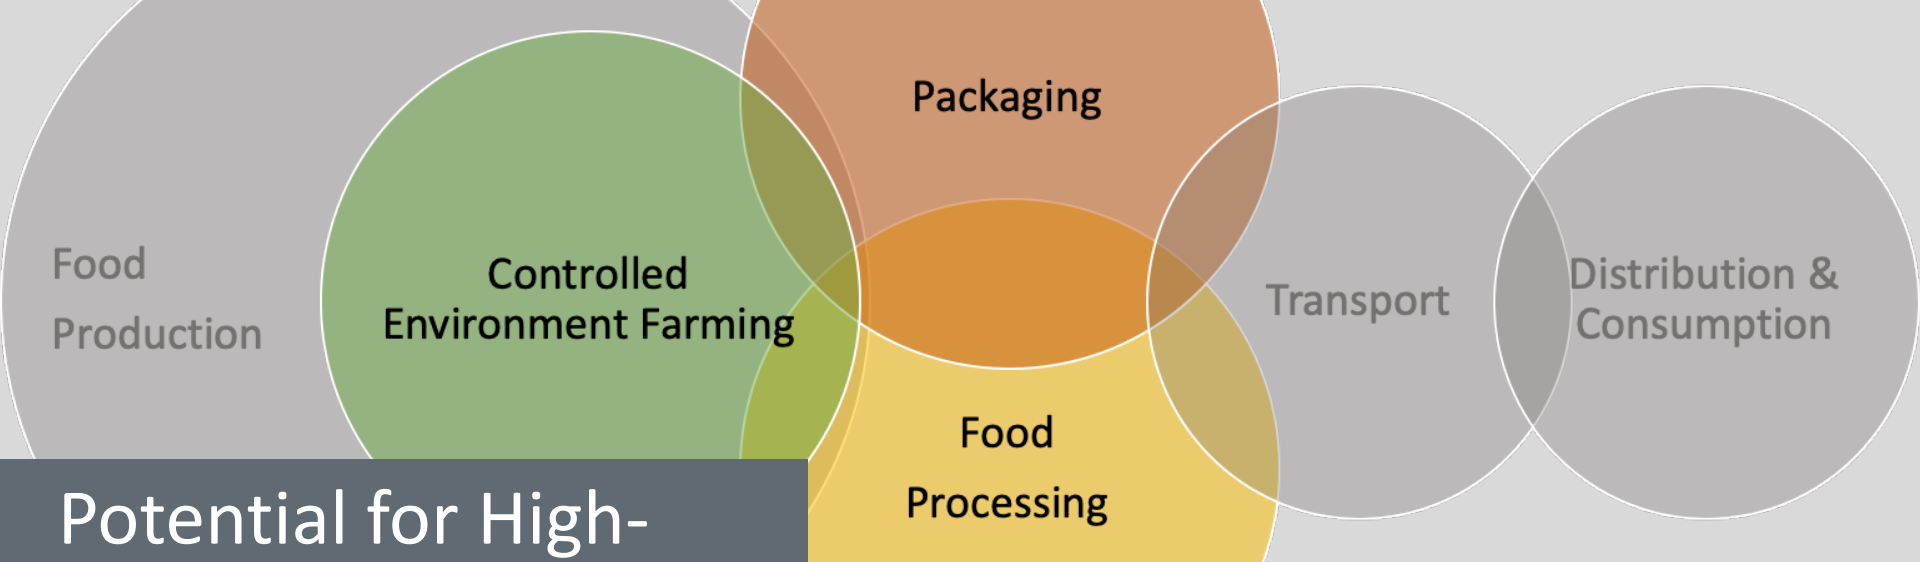 Packaging
Food
Production
Controlled
Environment Farming
Transport
Distribution &
Consumption
Food
Processing
Potential for High-